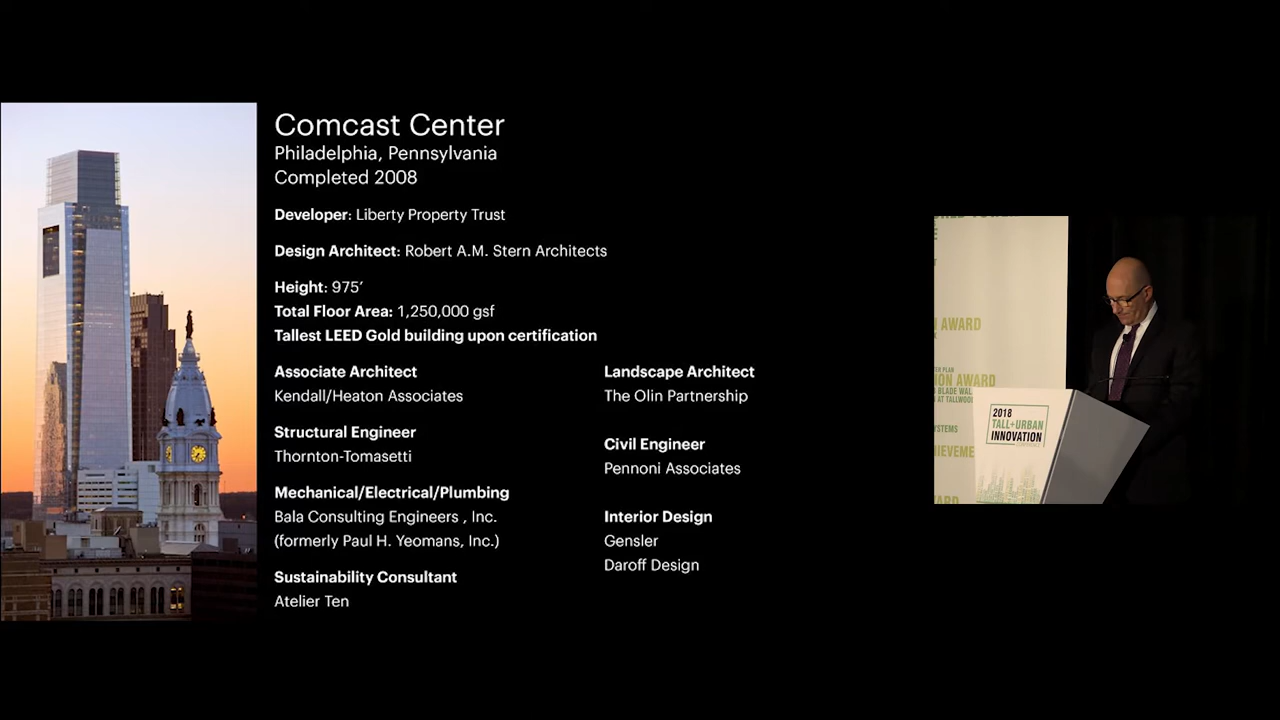 Comcast Center
Philadelphia, Pennsylvania
Completed 2008
Developer: Liberty Property Trust
Design Architect: Robert A.M. Stern Architects
Height: 975'
Total Floor Area: 1,250,000 gsf
Tallest LEED Gold building upon certification
Associate Architect
Kendall/Heaton Associates
Structural Engineer
Thornton-Tomasetti
Mechanical/Electrical/Plumbing
Bala Consulting Engineers , Inc.
(formerly Paul H. Yeomans, Inc.)
Sustainability Consultant
Atelier Ten
Landscape Architect
The Olin Partnership
Civil Engineer
Pennoni Associates
Interior Design
Gensler
Daroff Design
AWARD
AWARD
BLADE
AT
2018
TALL+URBAN
INNOVATION